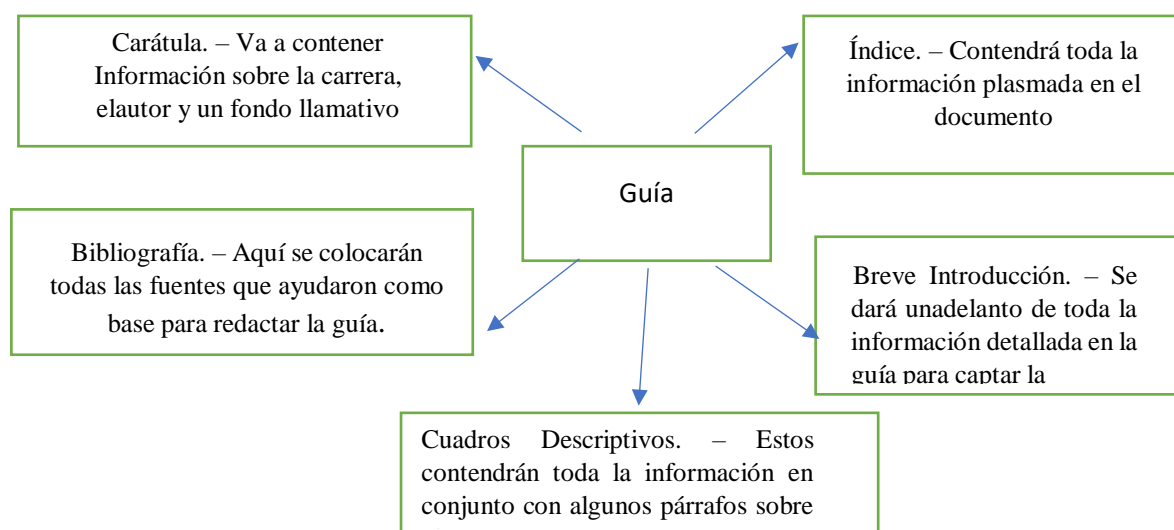 Carátula. – Va a contener
Información sobre la carrera,
elautor y un fondo llamativo
Índice. – Contendrá toda la
información plasmada en el
documento
Guía
Bibliografía. – Aquí se colocarán
todas las fuentes que ayudaron como
base para redactar la guía.
Breve Introducción. – Se
dará unadelanto de toda la
información detallada en la
guía para captar la
Cuadros Descriptivos. – Estos
contendrán toda la información en
conjunto con algunos párrafos sobre